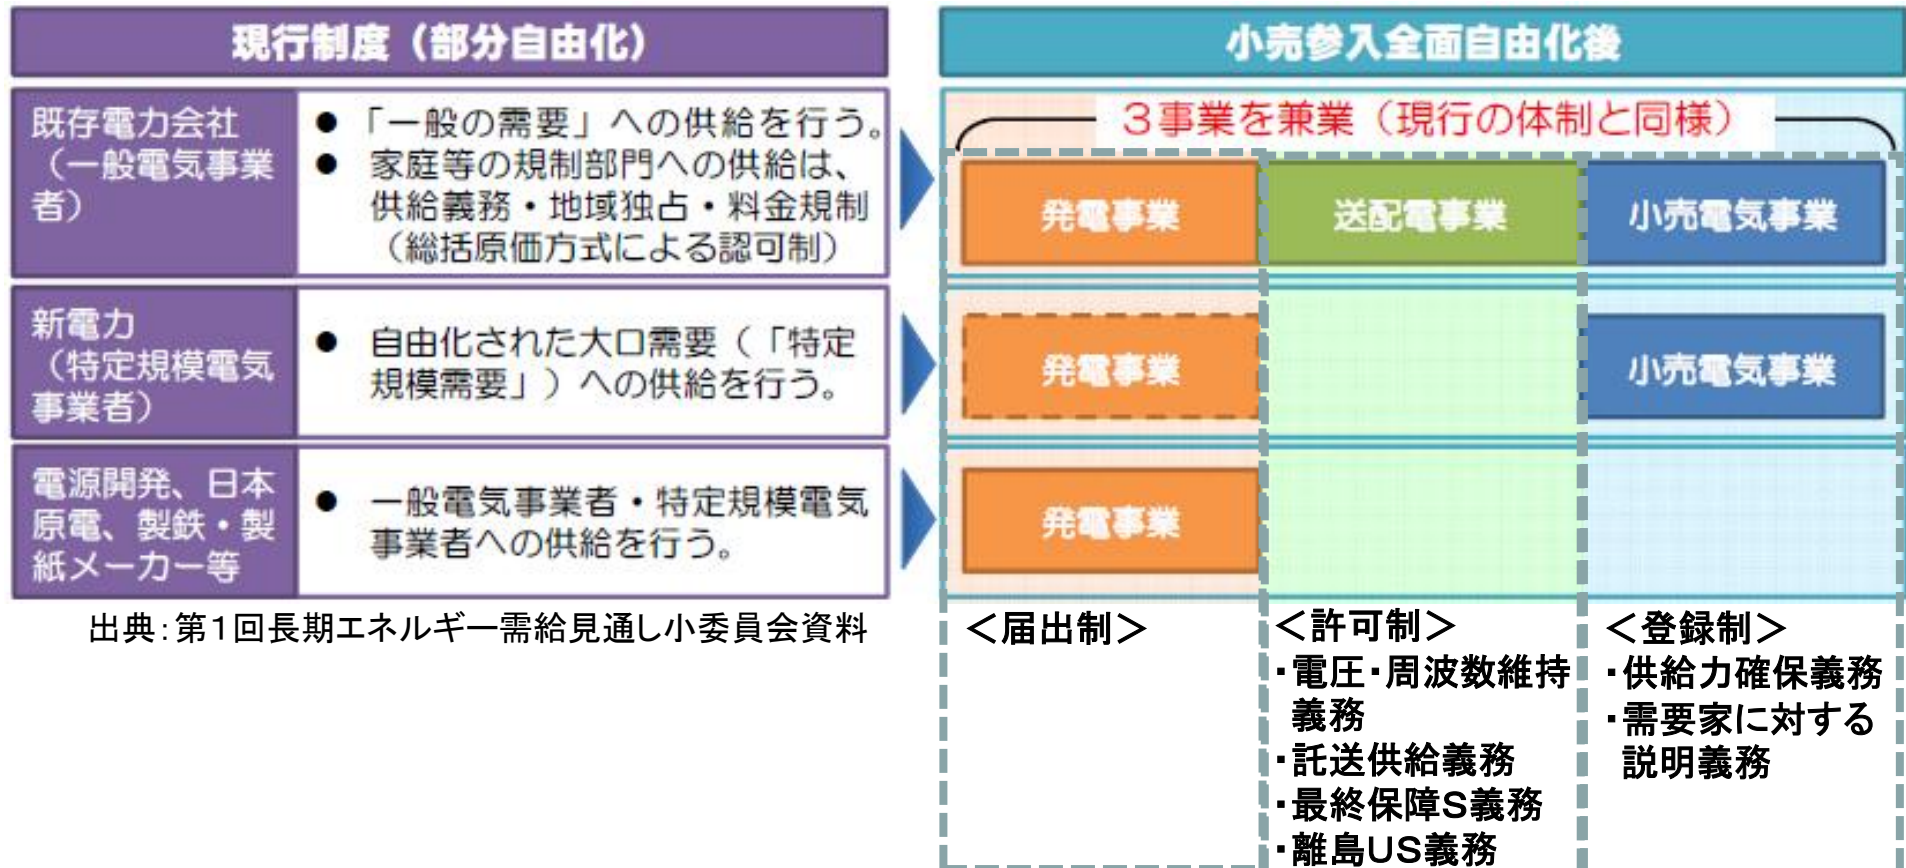 現行制度（部分自由化）
小売参入全面自由化後
既存電力会社
（一般電気事業
者）
● 「一般の需要」への供給を行う。
● 家庭等の規制部門への供給は、
供給義務・地域独占・料金規制
（総括原価方式による認可制）
３事業を兼業（現行の体制と同様）
発電事業
送配電事業
小売電気事業
新電力
（特定規模電気
事業者）
● 自由化された大口需要（「特定
規模需要」）への供給を行う。
発電事業
小売電気事業
電源開発、日本
原電、製鉄・製
紙メーカー等
● 一般電気事業者・特定規模電気
事業者への供給を行う。
発電事業
出典：第１回長期エネルギー需給見通し小委員会資料
＜届出制＞
＜許可制＞
・電圧・周波数維持
義務
・託送供給義務
・最終保障Ｓ義務
・離島ＵＳ義務
＜登録制＞
・供給力確保義務
・需要家に対する
説明義務